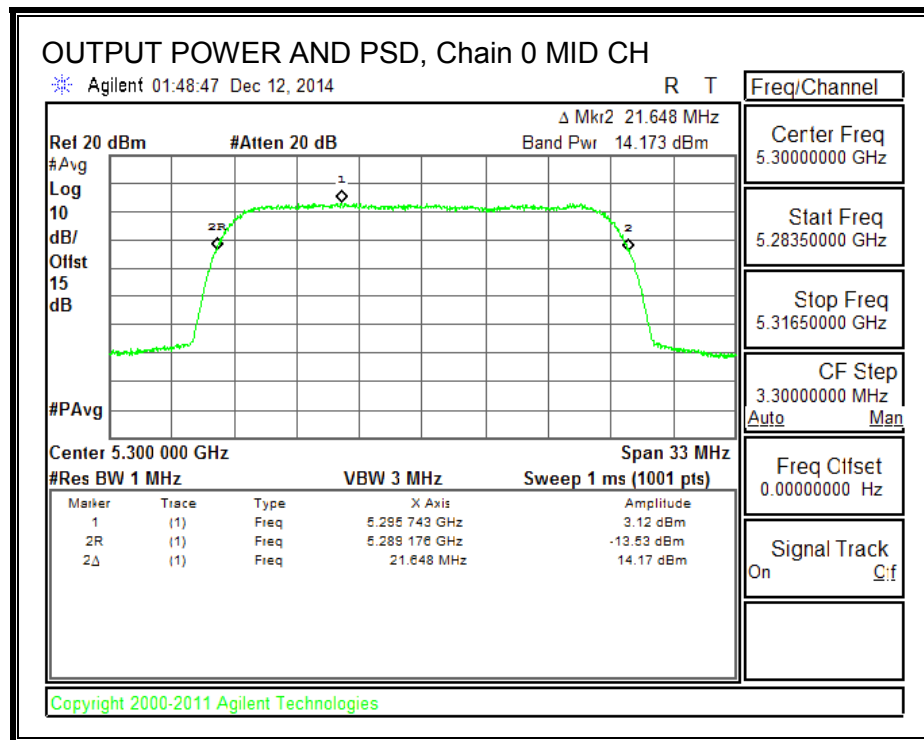 OUTPUT POWER AND PSD, Chain 0 MID CH
Agilent 01:48:47 Dec 12, 2014 R T
Δ Mkr2 21.648 MHz
Ref 20 dBm #Atten 20 dB Band Pwr 14.173 dBm
#Avg
Log
10
dB/
Offst
15
dB
#PAvg
1
2R
2
Center 5.300 000 GHz Span 33 MHz
#Res BW 1 MHz VBW 3 MHz Sweep 1 ms (1001 pts)
Marker Trace Type X Axis Amplitude
1 (1) Freq 5.295 743 GHz 3.12 dBm
2R (1) Freq 5.289 176 GHz -13.53 dBm
2Δ (1) Freq 21.648 MHz 14.17 dBm
Copyright 2000-2011 Agilent Technologies
Freq/Channel
Center Freq
5.30000000 GHz
Start Freq
5.28350000 GHz
Stop Freq
5.31650000 GHz
CF Step
3.30000000 MHz
Auto Man
Freq Offset
0.00000000 Hz
Signal Track
On Off